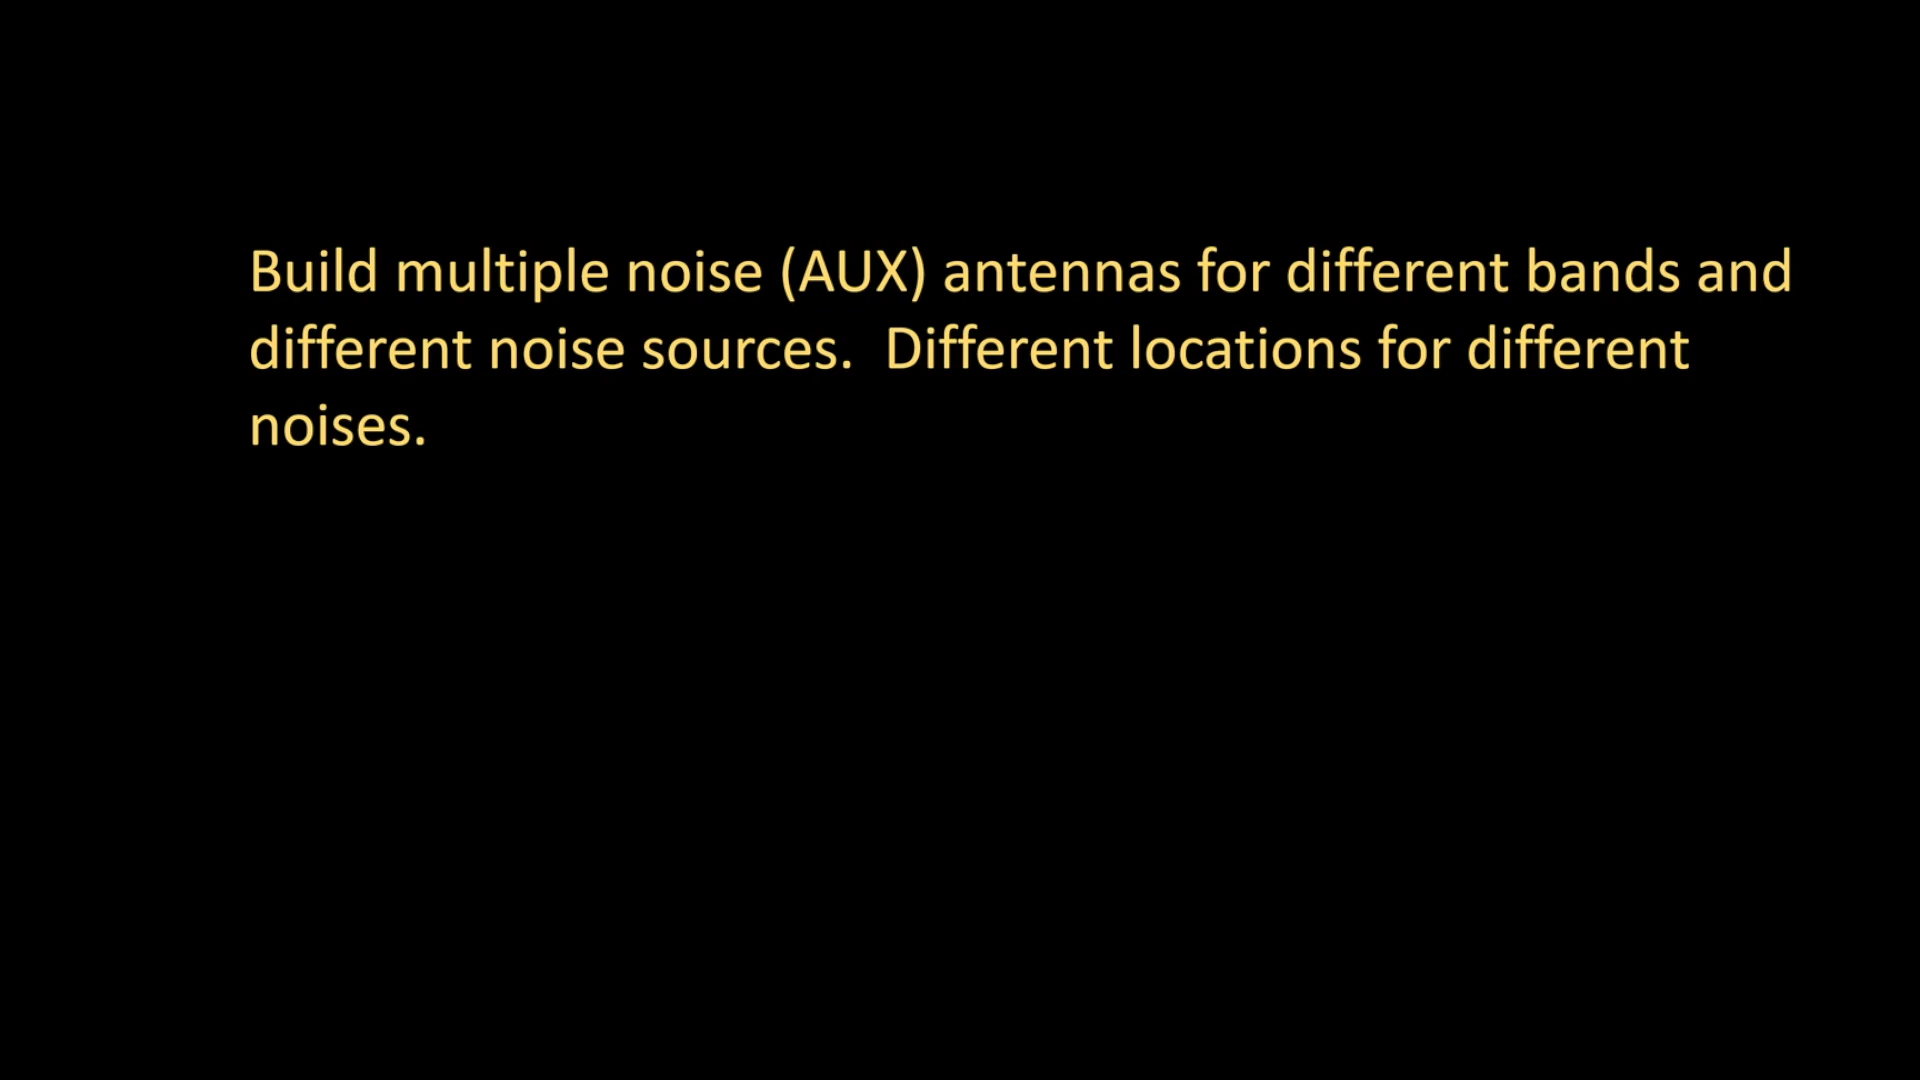 Build multiple noise (AUX) antennas for different bands and
different noise sources.  Different locations for different
noises.